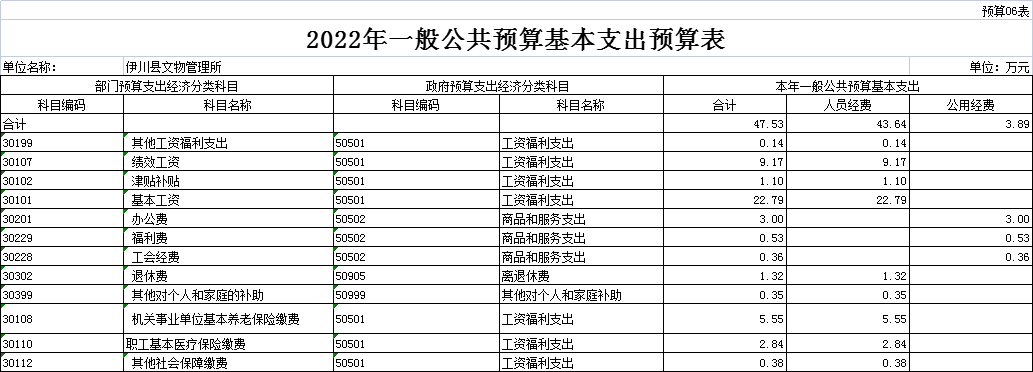 预算06表
2022年一般公共预算基本支出预算表
单位名称： 伊川县文物管理所 单位：万元
部门预算支出经济分类科目 政府预算支出经济分类科目 本年一般公共预算基本支出
科目编码 科目名称 科目编码 科目名称 合计 人员经费 公用经费
合计 47.53 43.64 3.89
30199 其他工资福利支出 50501 工资福利支出 0.14 0.14
30107 绩效工资 50501 工资福利支出 9.17 9.17
30102 津贴补贴 50501 工资福利支出 1.10 1.10
30101 基本工资 50501 工资福利支出 22.79 22.79
30201 办公费 50502 商品和服务支出 3.00 3.00
30229 福利费 50502 商品和服务支出 0.53 0.53
30228 工会经费 50502 商品和服务支出 0.36 0.36
30302 退休费 50905 离退休费 1.32 1.32
30399 其他对个人和家庭的补助 50999 其他对个人和家庭补助 0.35 0.35
30108 机关事业单位基本养老保险缴费 50501 工资福利支出 5.55 5.55
30110 职工基本医疗保险缴费 50501 工资福利支出 2.84 2.84
30112 其他社会保障缴费 50501 工资福利支出 0.38 0.38